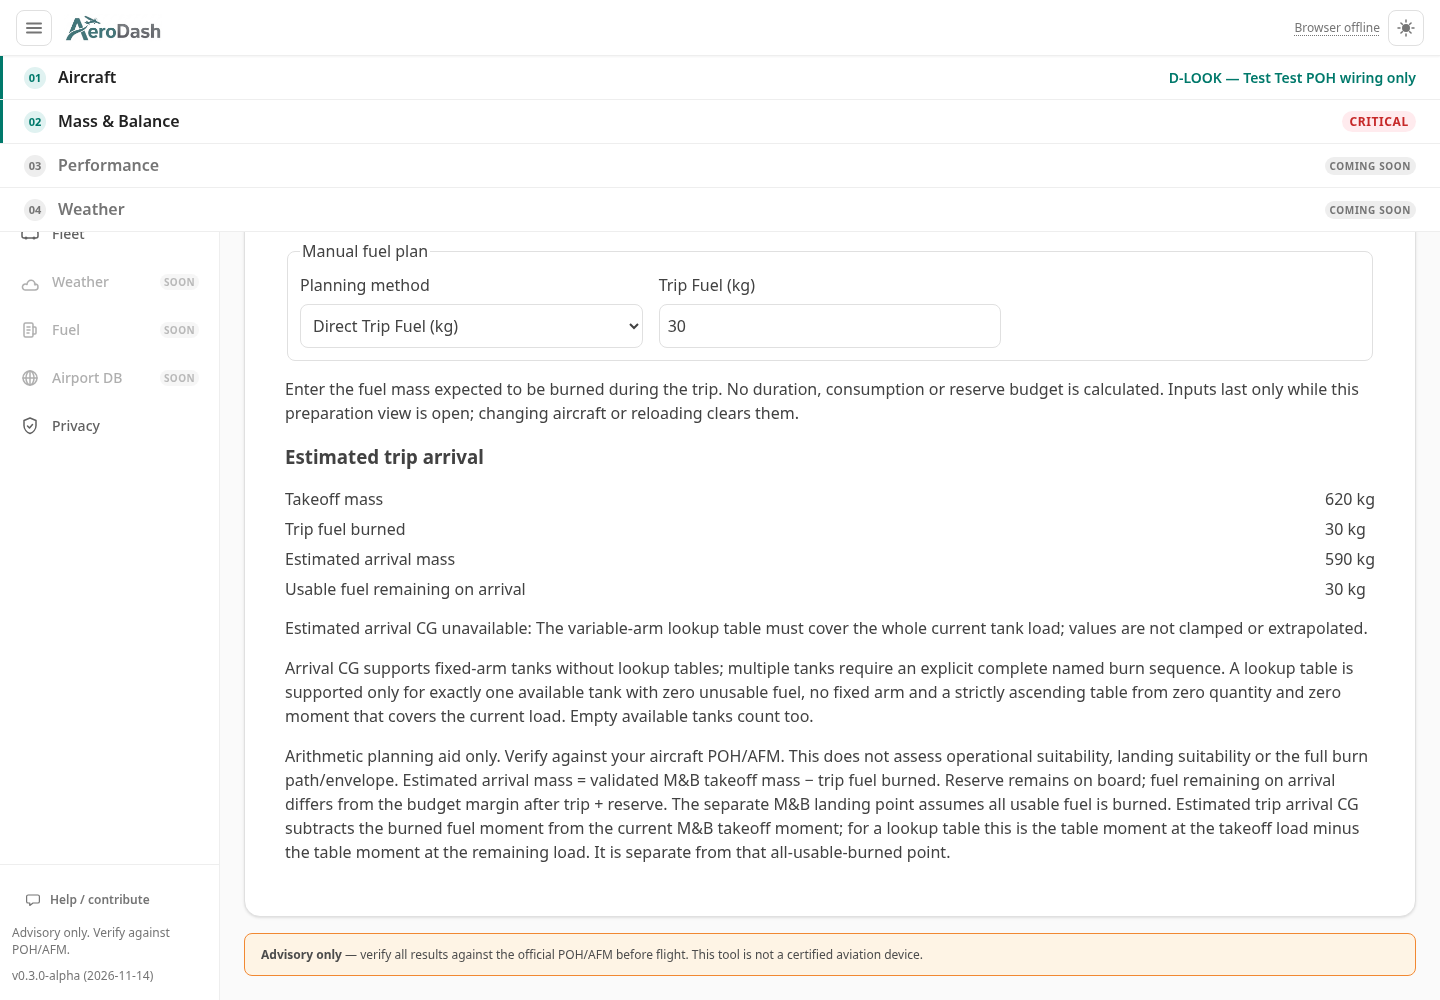 AeroDash
Browser offline
01 Aircraft
D-LOOK — Test Test POH wiring only
02 Mass & Balance
CRITICAL
03 Performance
COMING SOON
04 Weather
COMING SOON
Fleet
Weather SOON
Fuel SOON
Airport DB SOON
Privacy
Manual fuel plan
Planning method
Trip Fuel (kg)
Direct Trip Fuel (kg)
30
Enter the fuel mass expected to be burned during the trip. No duration, consumption or reserve budget is calculated. Inputs last only while this
preparation view is open; changing aircraft or reloading clears them.
Estimated trip arrival
Takeoff mass 620 kg
Trip fuel burned 30 kg
Estimated arrival mass 590 kg
Usable fuel remaining on arrival 30 kg
Estimated arrival CG unavailable: The variable-arm lookup table must cover the whole current tank load; values are not clamped or extrapolated.
Arrival CG supports fixed-arm tanks without lookup tables; multiple tanks require an explicit complete named burn sequence. A lookup table is
supported only for exactly one available tank with zero unusable fuel, no fixed arm and a strictly ascending table from zero quantity and zero
moment that covers the current load. Empty available tanks count too.
Arithmetic planning aid only. Verify against your aircraft POH/AFM. This does not assess operational suitability, landing suitability or the full burn
path/envelope. Estimated arrival mass = validated M&B takeoff mass − trip fuel burned. Reserve remains on board; fuel remaining on arrival
differs from the budget margin after trip + reserve. The separate M&B landing point assumes all usable fuel is burned. Estimated trip arrival CG
subtracts the burned fuel moment from the current M&B takeoff moment; for a lookup table this is the table moment at the takeoff load minus
the table moment at the remaining load. It is separate from that all-usable-burned point.
Help / contribute
Advisory only. Verify against
POH/AFM.
v0.3.0-alpha (2026-11-14)
Advisory only — verify all results against the official POH/AFM before flight. This tool is not a certified aviation device.